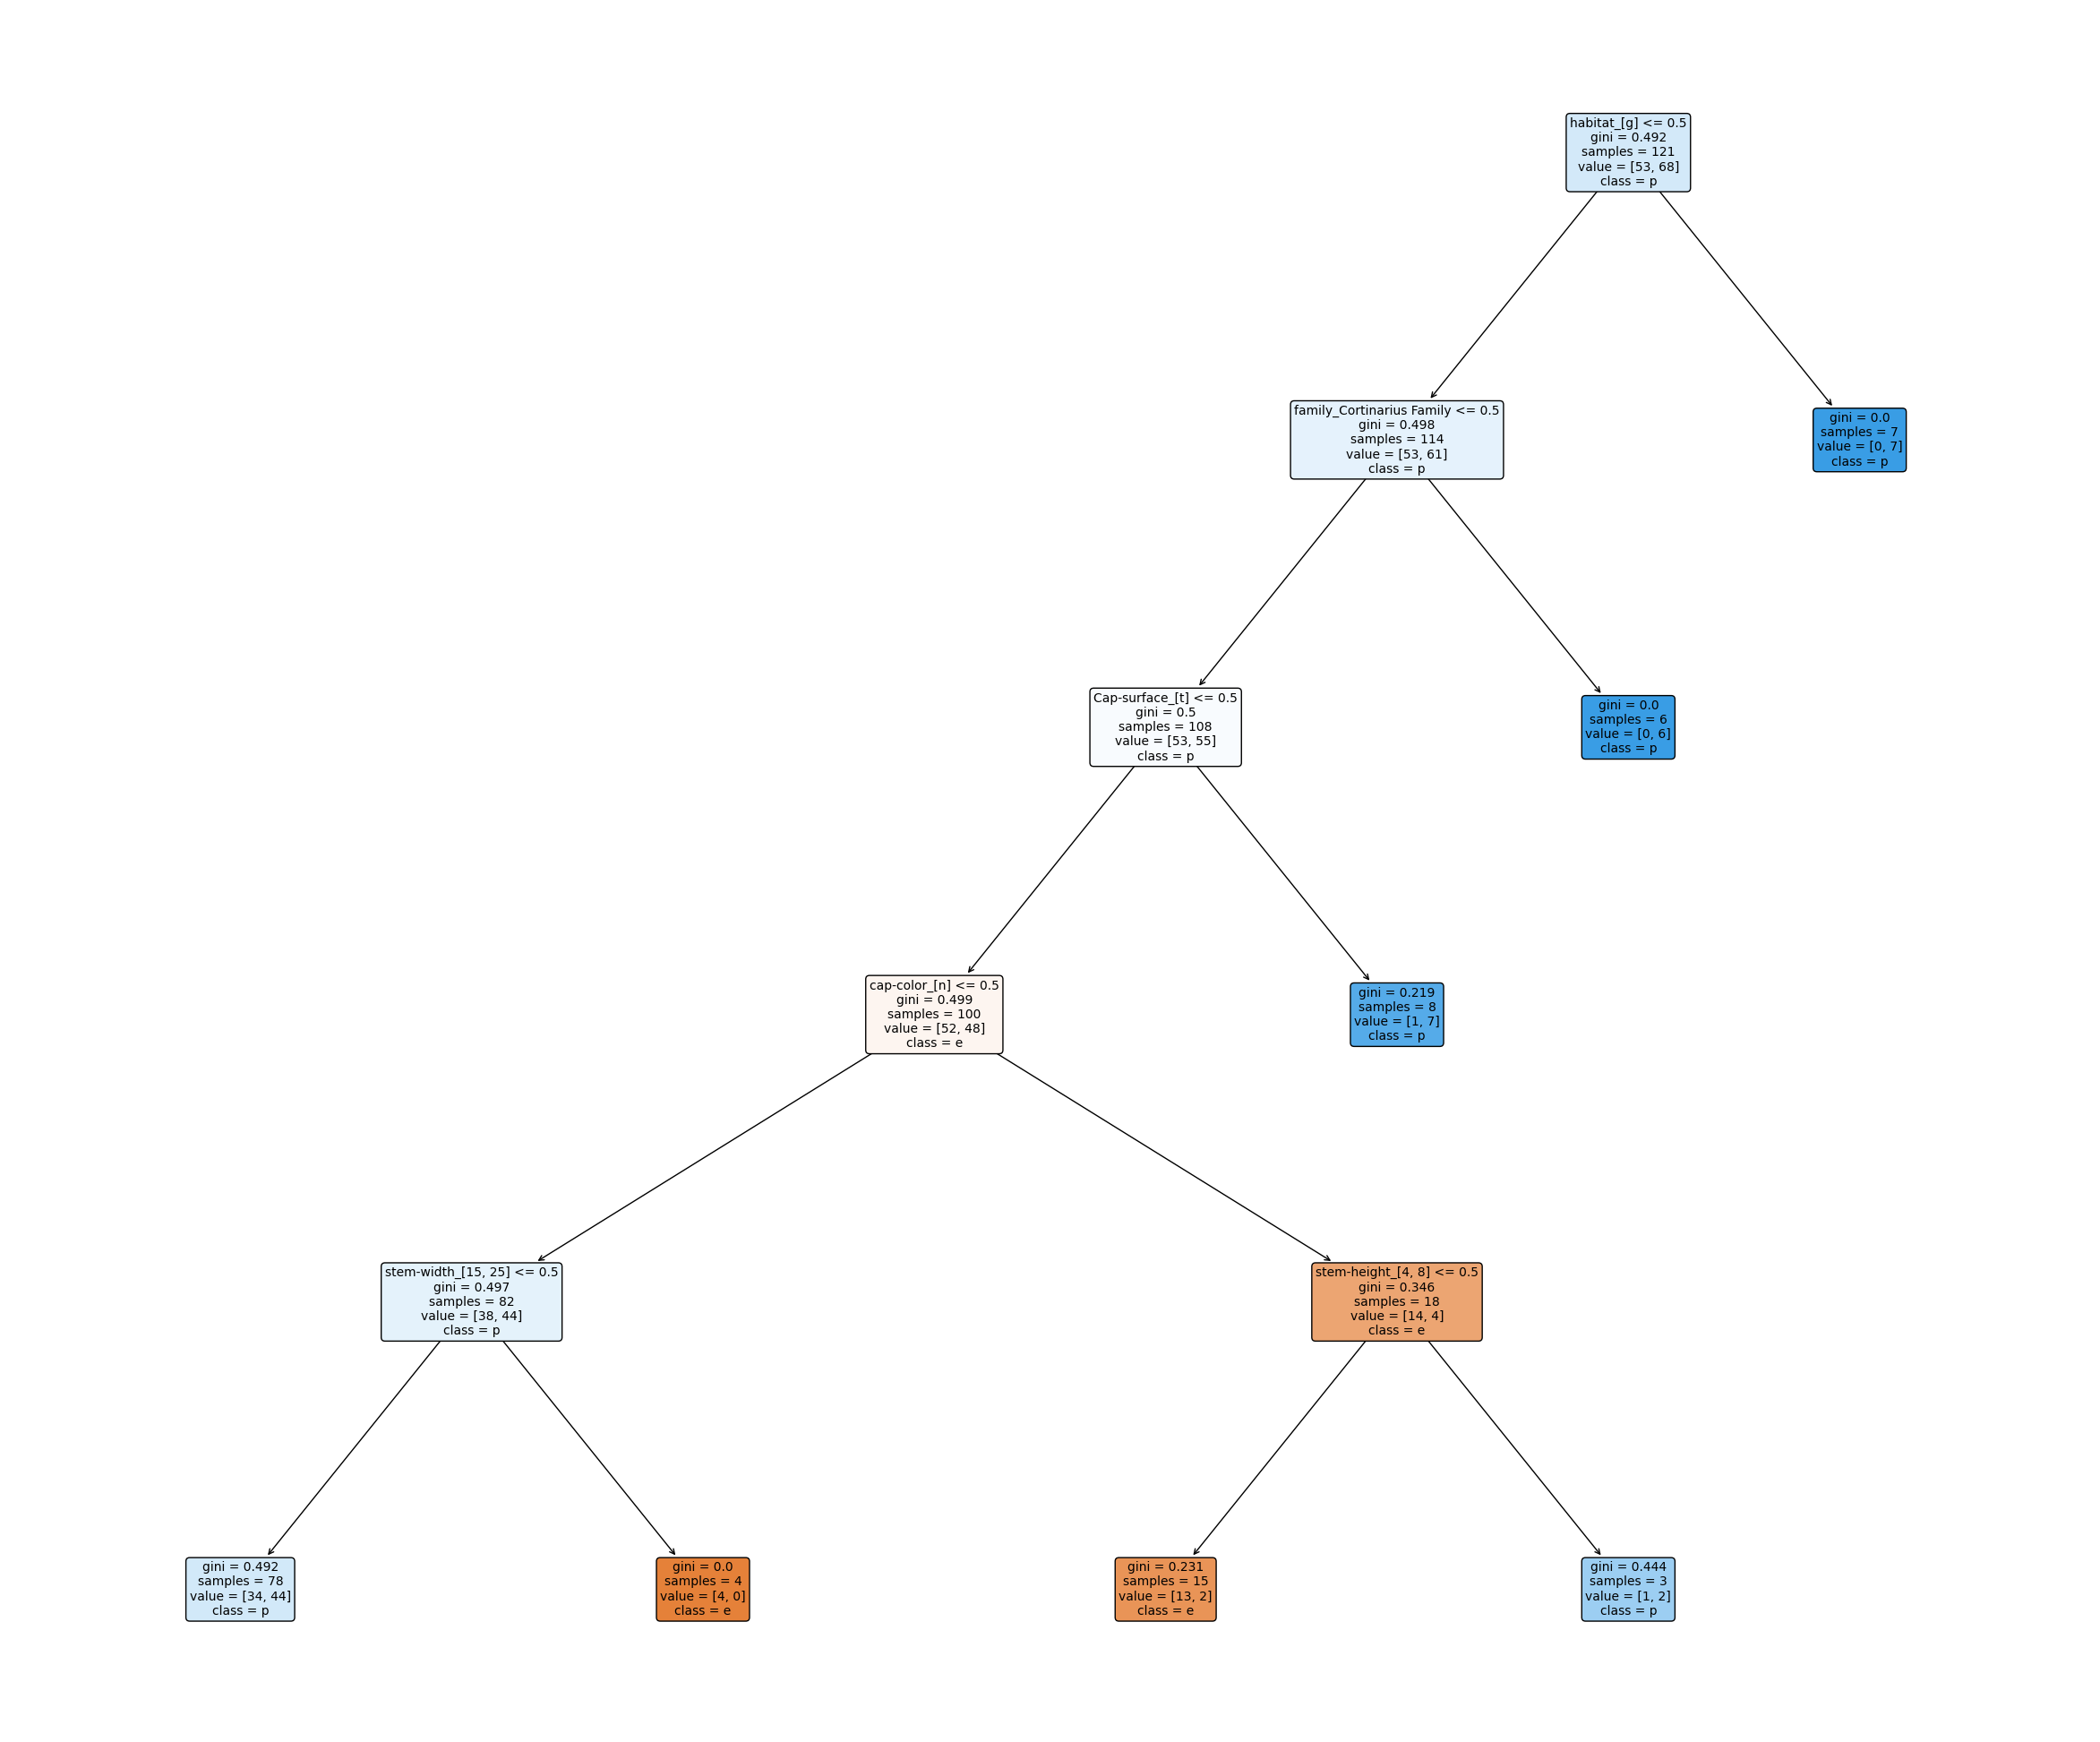 habitat_[g] <= 0.5
gini = 0.492
samples = 121
value = [53, 68]
class = p
family_Cortinarius Family <= 0.5
gini = 0.498
samples = 114
value = [53, 61]
class = p
gini = 0.0
samples = 7
value = [0, 7]
class = p
Cap-surface_[t] <= 0.5
gini = 0.5
samples = 108
value = [53, 55]
class = p
gini = 0.0
samples = 6
value = [0, 6]
class = p
cap-color_[n] <= 0.5
gini = 0.499
samples = 100
value = [52, 48]
class = e
gini = 0.219
samples = 8
value = [1, 7]
class = p
stem-width_[15, 25] <= 0.5
gini = 0.497
samples = 82
value = [38, 44]
class = p
stem-height_[4, 8] <= 0.5
gini = 0.346
samples = 18
value = [14, 4]
class = e
gini = 0.492
samples = 78
value = [34, 44]
class = p
gini = 0.0
samples = 4
value = [4, 0]
class = e
gini = 0.231
samples = 15
value = [13, 2]
class = e
gini = 0.444
samples = 3
value = [1, 2]
class = p